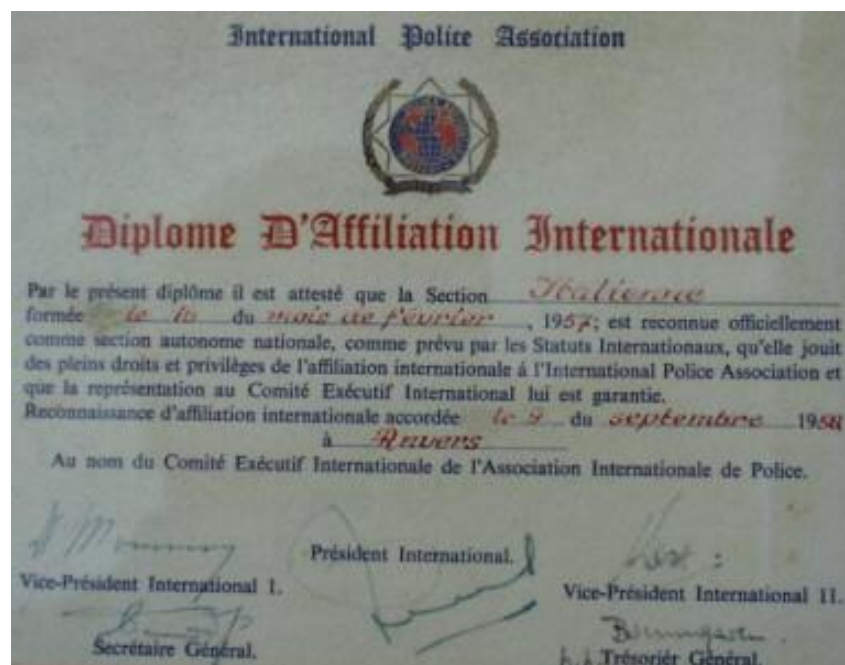 International Police Association
Diplome D'Affiliation Internationale
Par le présent diplôme il est attesté que la Section Italienne
formée le du mois de février, 1957; est reconnue officiellement
comme section autonome nationale, comme prévu par les Statuts Internationaux, qu'elle jouit
des pleins droits et privilèges de l'affiliation internationale á l'International Police Association et
que la représentation au Comité Exécutif International lui est garantie.
Reconnaissance d'affiliation internationale accordée le 9 du septembre 1958
à Anvers
Au nom du Comité Exécutif Internationale de l'Association Internationale de Police.
Président International.
Vice-Président International I.
Vice-Président International II.
Secrétaire Général.
Trésoriér Général.